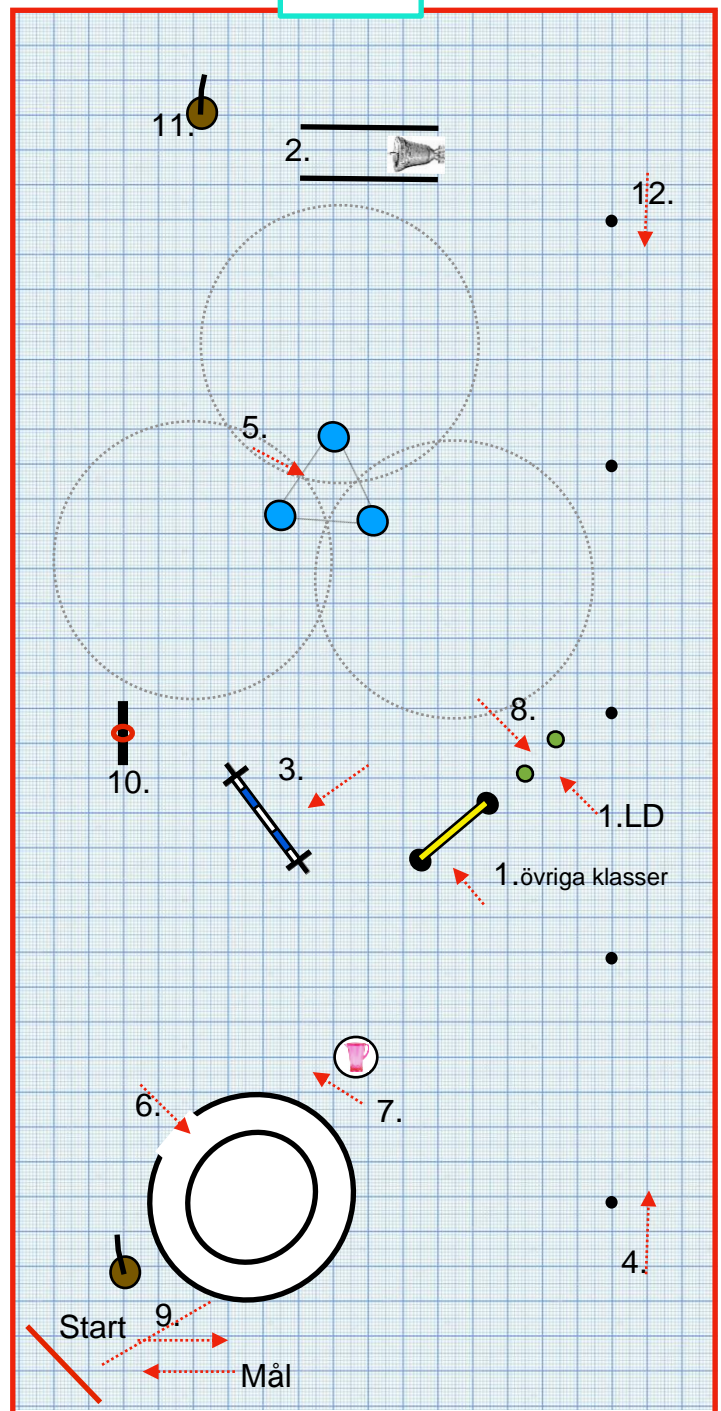 11.
2.
12.
5.
8.
3.
10.
1.LD
1.övriga klasser
6.
7.
4.
9.
Start
Mål